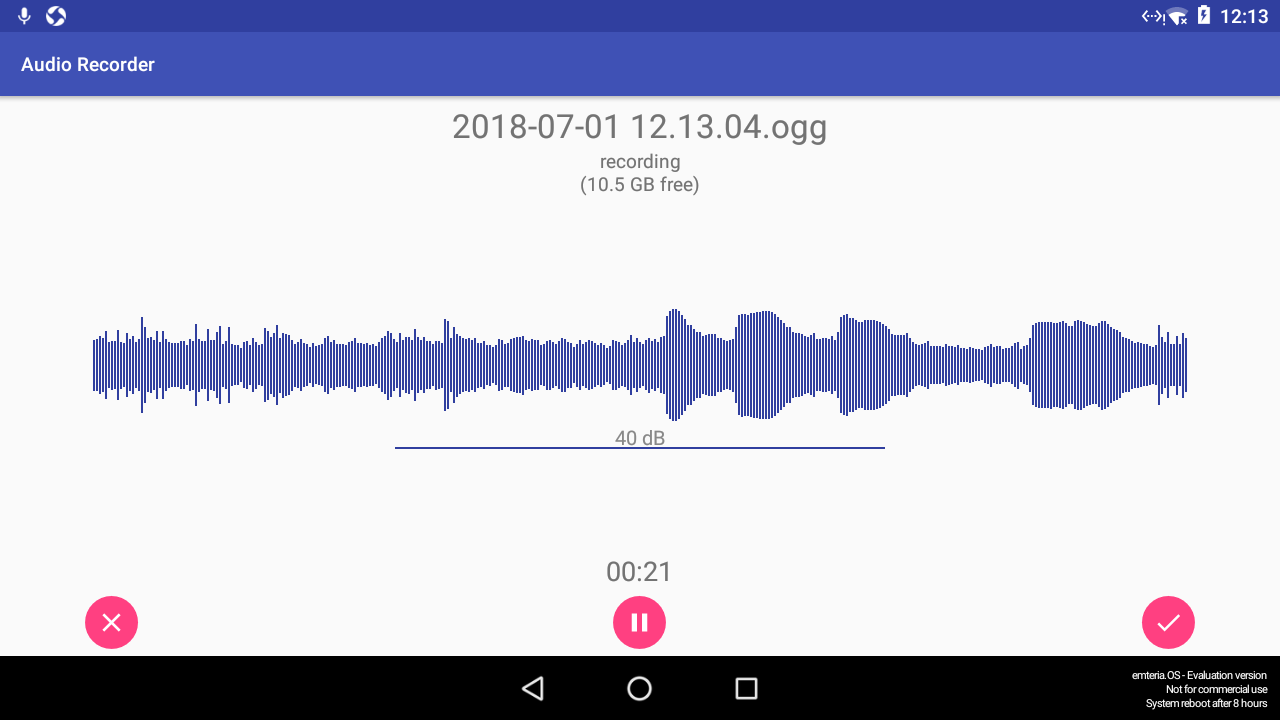 12:13
Audio Recorder
2018-07-01 12.13.04.ogg
recording
(10.5 GB free)
40 dB
00:21
emteria.OS - Evaluation version
Not for commercial use
System reboot after 8 hours